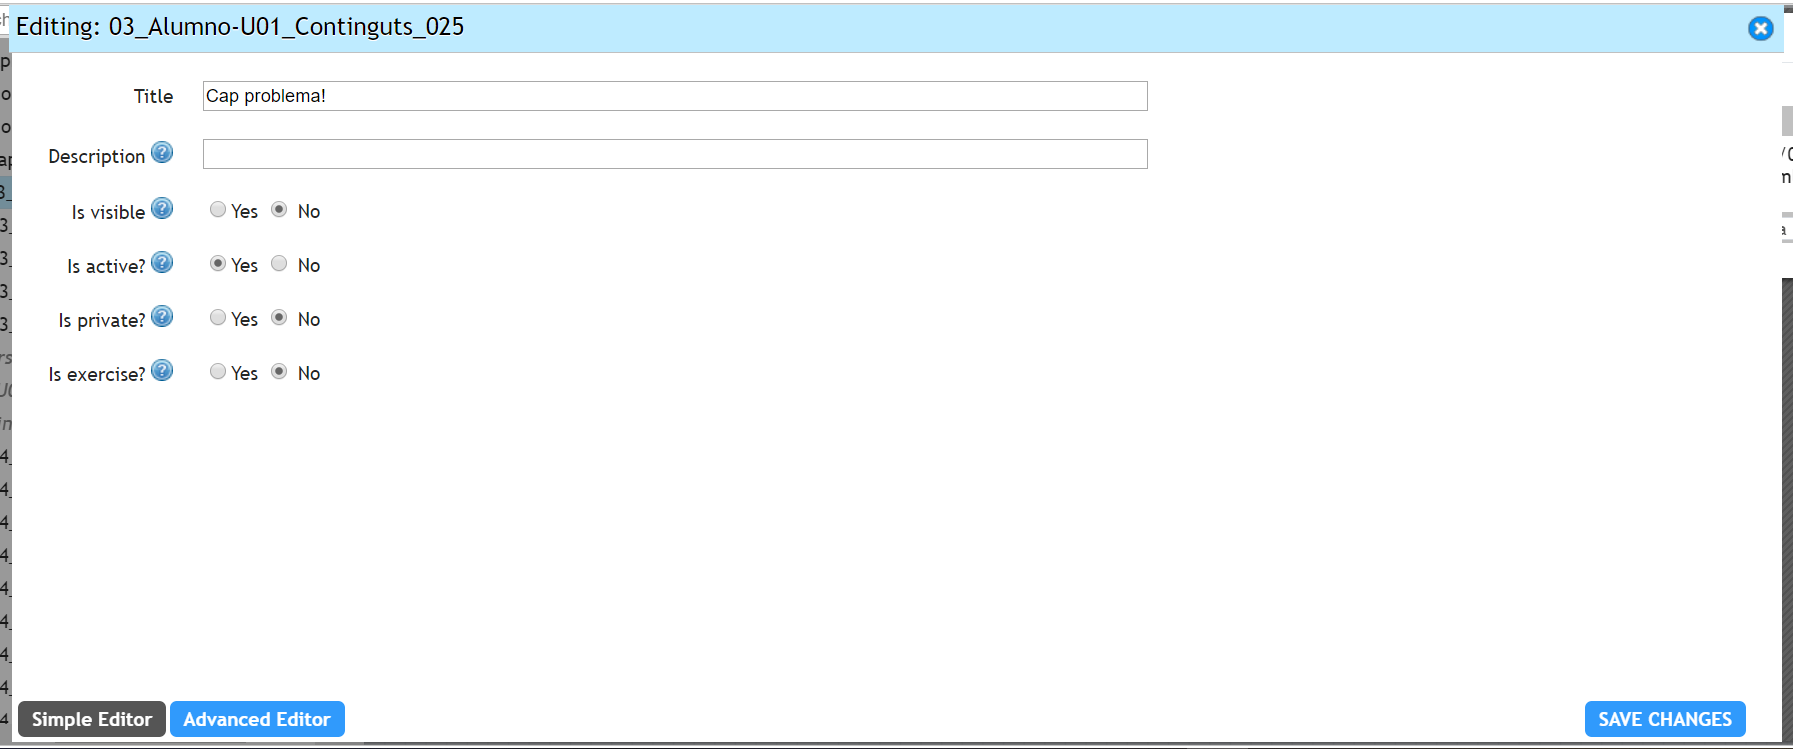 Editing: 03_Alumno-U01_Continguts_025
Title Cap problema!
Description ?
Is visible ? Yes No
Is active? ? Yes No
Is private? ? Yes No
Is exercise? ? Yes No
Simple Editor Advanced Editor SAVE CHANGES